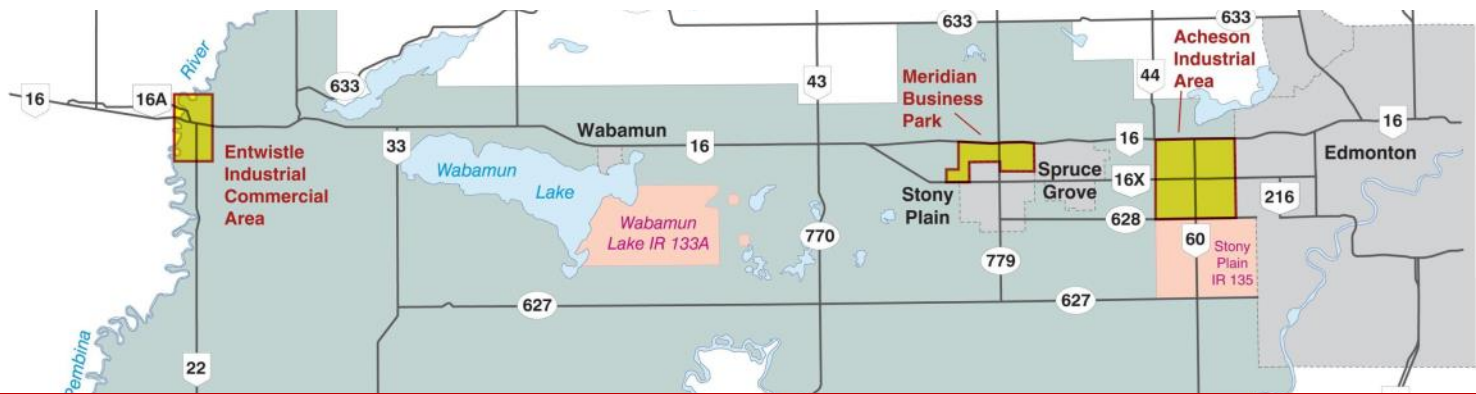 River
633
633
Acheson
Industrial
Area
16
16A
633
43
44
Meridian
Business
Park
16
Entwistle
Industrial
Commercial
Area
33
Wabamun
16
16
Edmonton
Wabamun
Lake
Stony
Plain
Spruce
Grove
16X
216
628
Wabamun
Lake IR 133A
770
779
60
Stony
Plain
IR 135
627
627
Pembina
22